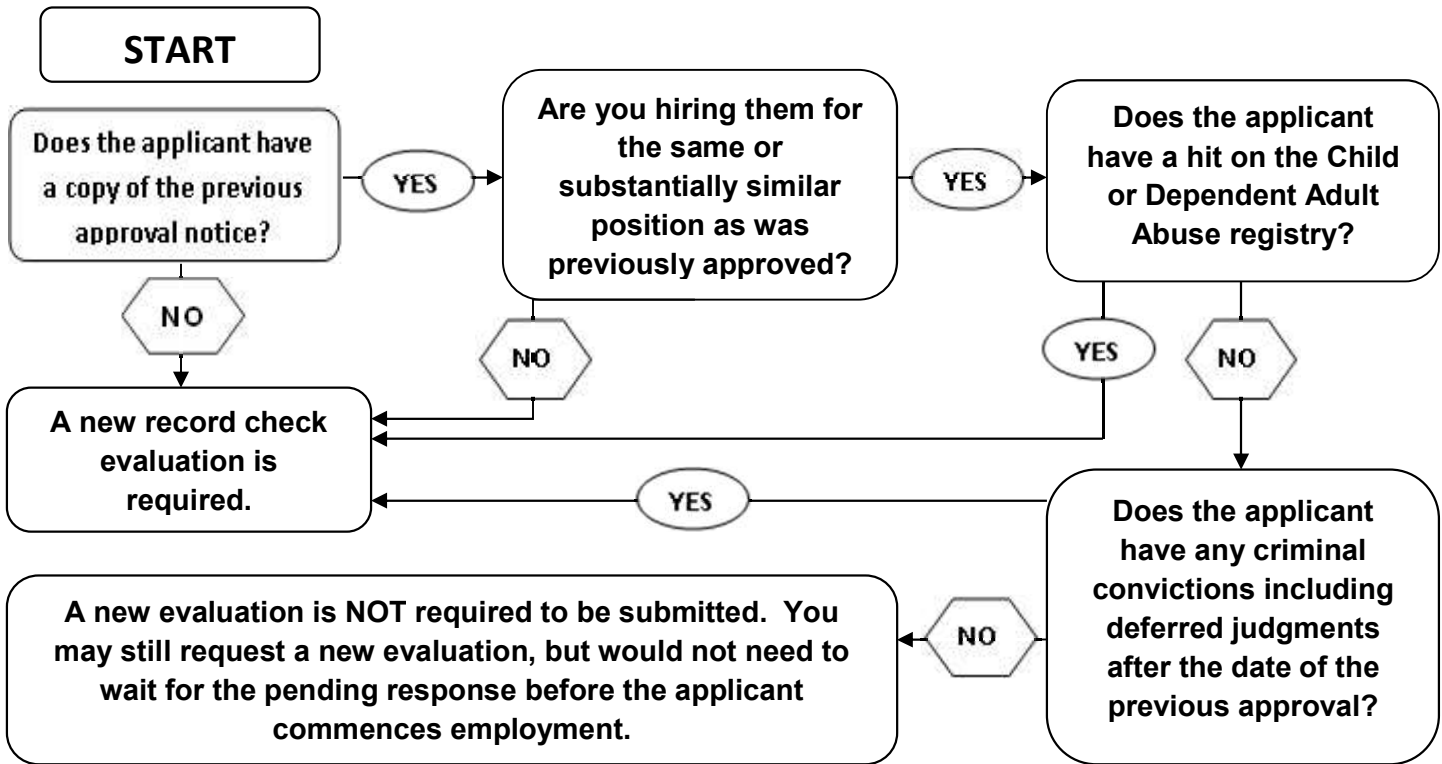 START
Does the applicant have
a copy of the previous
approval notice?
YES
Are you hiring them for
the same or
substantially similar
position as was
previously approved?
YES
Does the applicant
have a hit on the Child
or Dependent Adult
Abuse registry?
NO
NO
YES
NO
A new record check
evaluation is
required.
YES
Does the applicant
have any criminal
convictions including
deferred judgments
after the date of the
previous approval?
NO
A new evaluation is NOT required to be submitted.  You
may still request a new evaluation, but would not need to
wait for the pending response before the applicant
commences employment.